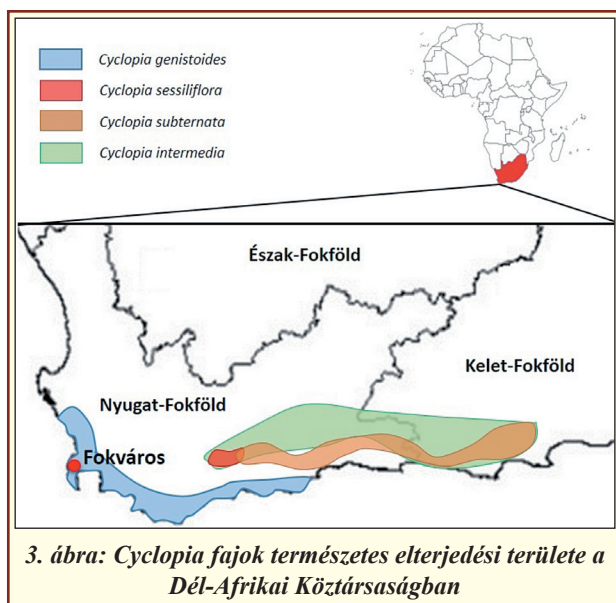 Cyclopia genistoides
Cyclopia sessiliflora
Cyclopia subternata
Cyclopia intermedia
Észak-Fokföld
Kelet-Fokföld
Nyugat-Fokföld
Fokváros
3. ábra: Cyclopia fajok természetes elterjedési területe a
Dél-Afrikai Köztársaságban